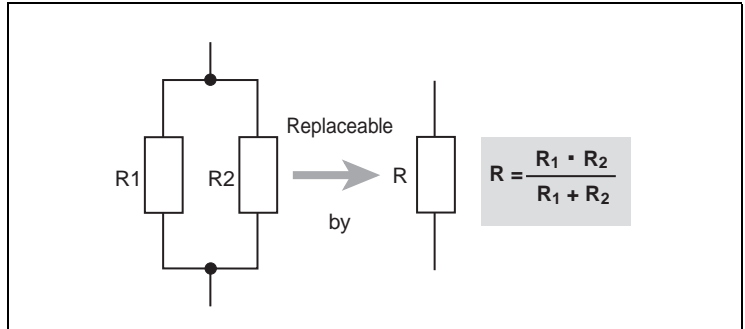 Replaceable
R1
R2
R
by
R = R₁ · R₂ / R₁ + R₂